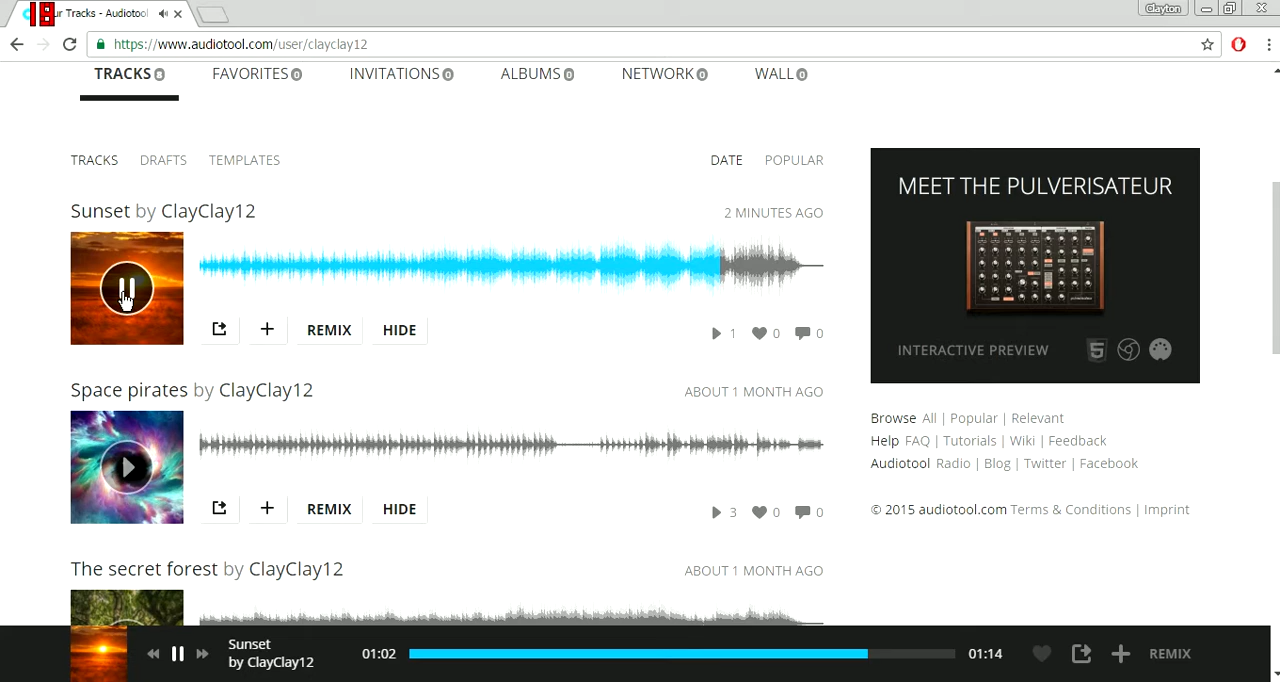 18
ur Tracks - Audiotool
Clayton
https://www.audiotool.com/user/clayclay12
TRACKS 8 FAVORITES 0 INVITATIONS 0 ALBUMS 0 NETWORK 0 WALL 0
TRACKS DRAFTS TEMPLATES DATE POPULAR
Sunset by ClayClay12
2 MINUTES AGO
REMIX HIDE 1 0 0
Space pirates by ClayClay12
ABOUT 1 MONTH AGO
REMIX HIDE 3 0 0
The secret forest by ClayClay12
ABOUT 1 MONTH AGO
MEET THE PULVERISATEUR
INTERACTIVE PREVIEW 5
Browse All | Popular | Relevant
Help FAQ | Tutorials | Wiki | Feedback
Audiotool Radio | Blog | Twitter | Facebook
© 2015 audiotool.com Terms & Conditions | Imprint
Sunset
by ClayClay12
01:02 01:14 REMIX